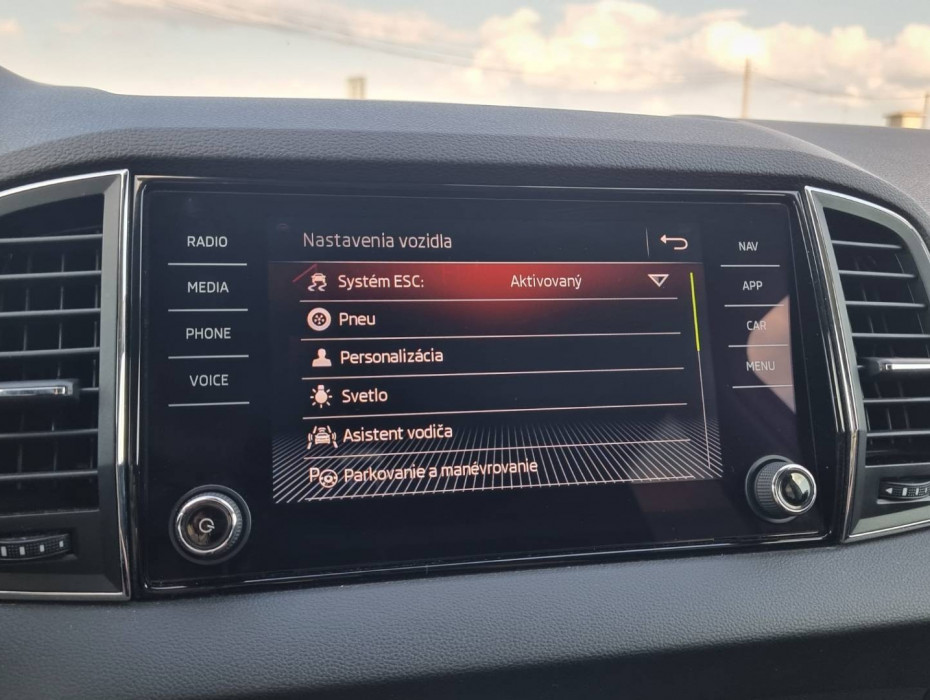 Nastavenia vozidla
RADIO
MEDIA
PHONE
VOICE
Systém ESC: Aktivovaný
Pneu
Personalizácia
Svetlo
Asistent vodiča
Parkovanie a manévrovanie
NAV
APP
CAR
MENU